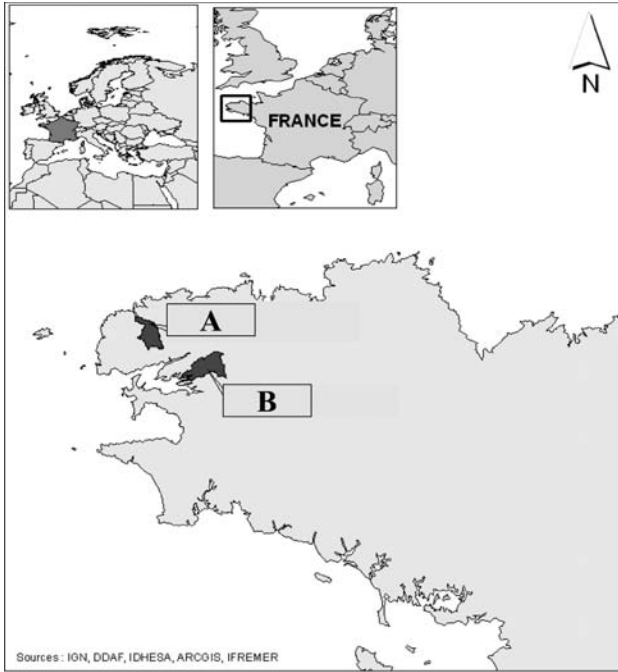 FRANCE
N
A
B
Sources : IGN, DDAF, IDHESA, ARCGIS, IFREMER